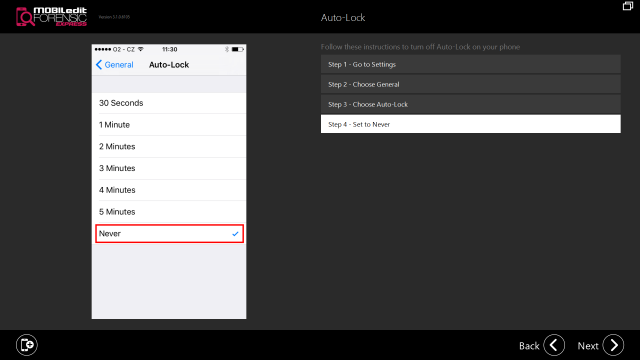 MOBILedit
FORENSIC
EXPRESS
Auto-Lock
O2 - CZ
11:30
General
Auto-Lock
30 Seconds
1 Minute
2 Minutes
3 Minutes
4 Minutes
5 Minutes
Never
Follow these instructions to turn off Auto-Lock on your phone
Step 1 - Go to Settings
Step 2 - Choose General
Step 3 - Choose Auto-Lock
Step 4 - Set to Never
Back
Next